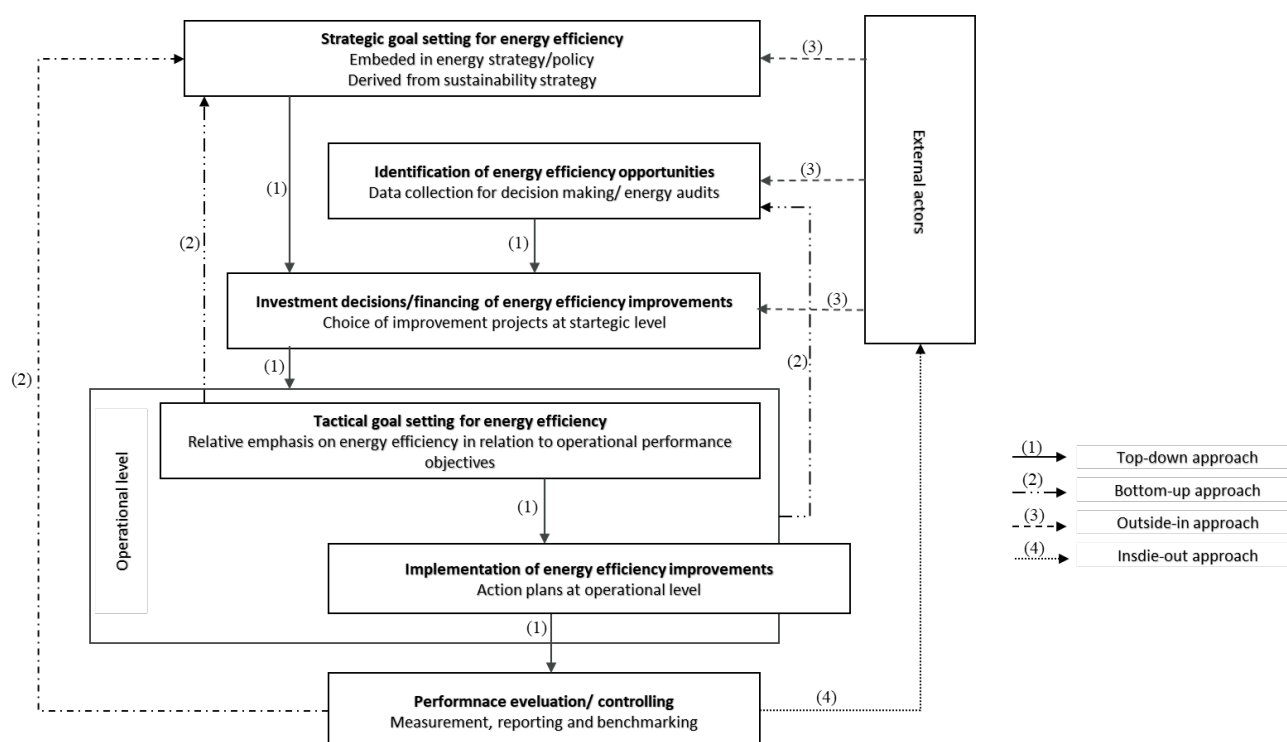 Strategic goal setting for energy efficiency
Embeded in energy strategy/policy
Derived from sustainability strategy
(3)
External actors
Identification of energy efficiency opportunities
Data collection for decision making/ energy audits
(3)
(1)
(2)
(1)
Investment decisions/financing of energy efficiency improvements
Choice of improvement projects at startegic level
(3)
(2)
(1)
(2)
Operational level
Tactical goal setting for energy efficiency
Relative emphasis on energy efficiency in relation to operational performance
objectives
(1)
Implementation of energy efficiency improvements
Action plans at operational level
(1)
Performnace evealuation/ controlling
Measurement, reporting and benchmarking
(4)
(1)
Top-down approach
(2)
Bottom-up approach
(3)
Outside-in approach
(4)
Insdie-out approach